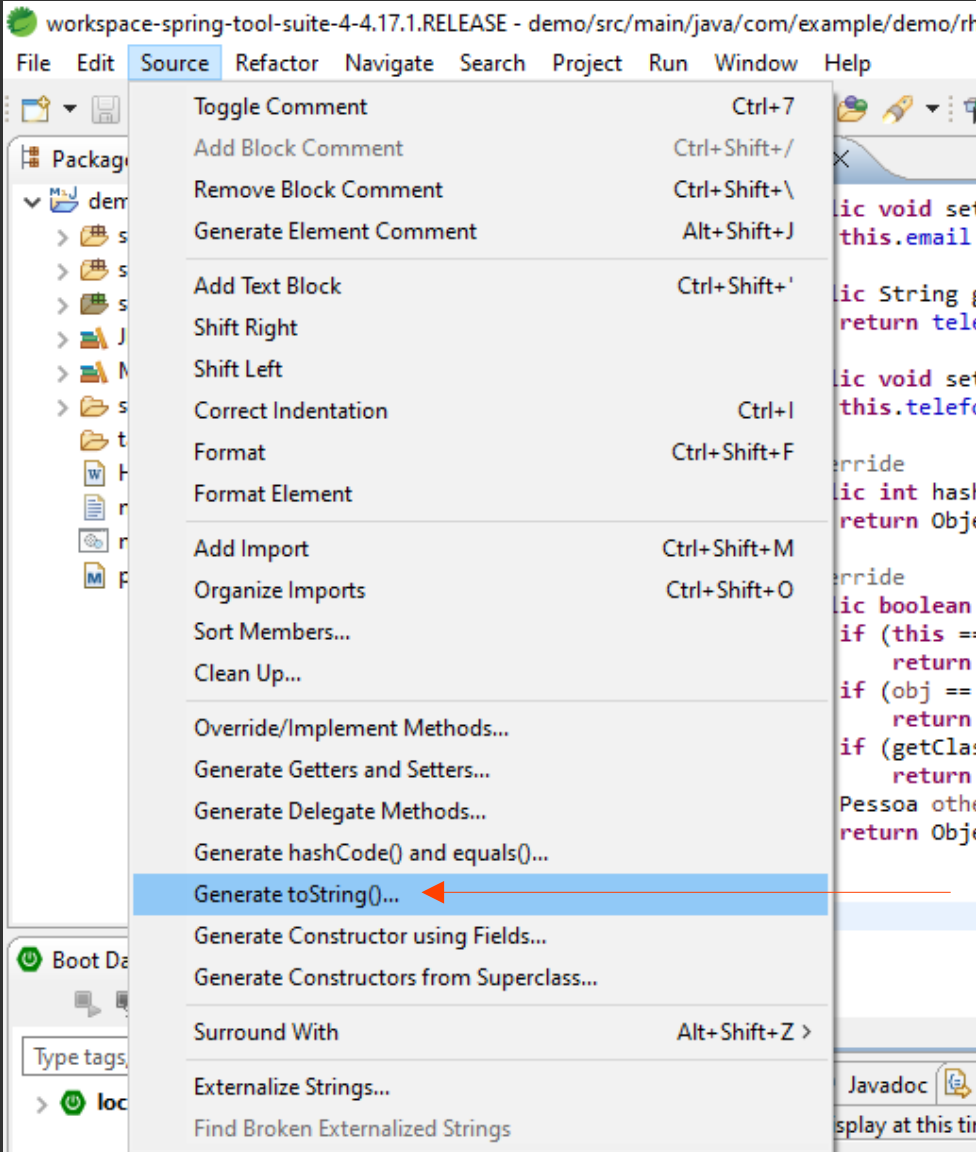 workspace-spring-tool-suite-4-4.17.1.RELEASE - demo/src/main/java/com/example/demo/rh
File Edit Source Refactor Navigate Search Project Run Window Help
Toggle Comment Ctrl+7
Add Block Comment Ctrl+Shift+/
Packag
Remove Block Comment Ctrl+Shift+\
dem
lic void set
Generate Element Comment Alt+Shift+J
this.email
Add Text Block Ctrl+Shift+'
lic String g
Shift Right
return tele
Shift Left
lic void set
Correct Indentation Ctrl+I
this.telefo
Format Ctrl+Shift+F
erride
Format Element
lic int hash
return Obje
Add Import Ctrl+Shift+M
Organize Imports Ctrl+Shift+O
erride
lic boolean
Sort Members...
if (this ==
return
Clean Up...
if (obj ==
return
Override/Implement Methods...
if (getClas
Generate Getters and Setters...
return
Generate Delegate Methods...
Pessoa othe
return Obje
Generate hashCode() and equals()...
Generate toString()...
Generate Constructor using Fields...
Boot Da
Generate Constructors from Superclass...
Surround With Alt+Shift+Z >
Type tags,
Externalize Strings...
Javadoc
loc
Find Broken Externalized Strings
splay at this tim